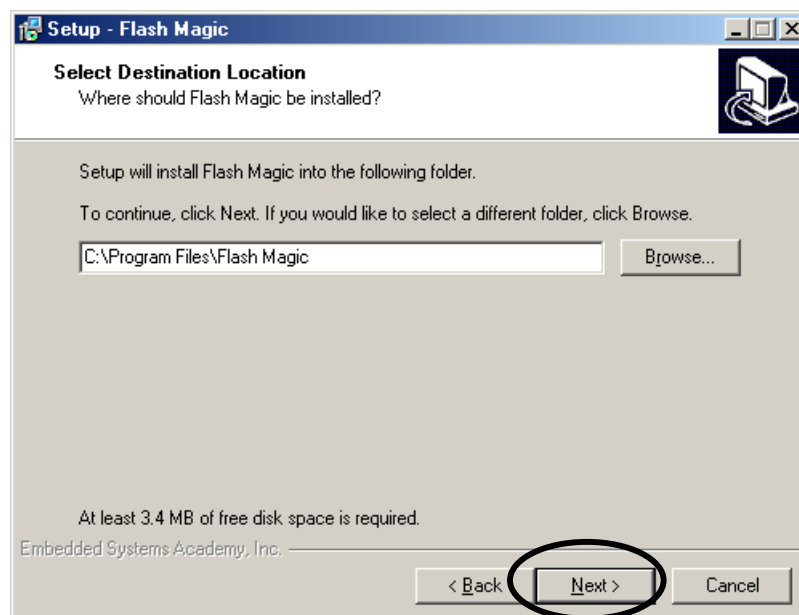 Setup - Flash Magic
Select Destination Location
Where should Flash Magic be installed?
Setup will install Flash Magic into the following folder.
To continue, click Next. If you would like to select a different folder, click Browse.
C:\Program Files\Flash Magic
Browse...
At least 3.4 MB of free disk space is required.
Embedded Systems Academy, Inc.
< Back
Next >
Cancel